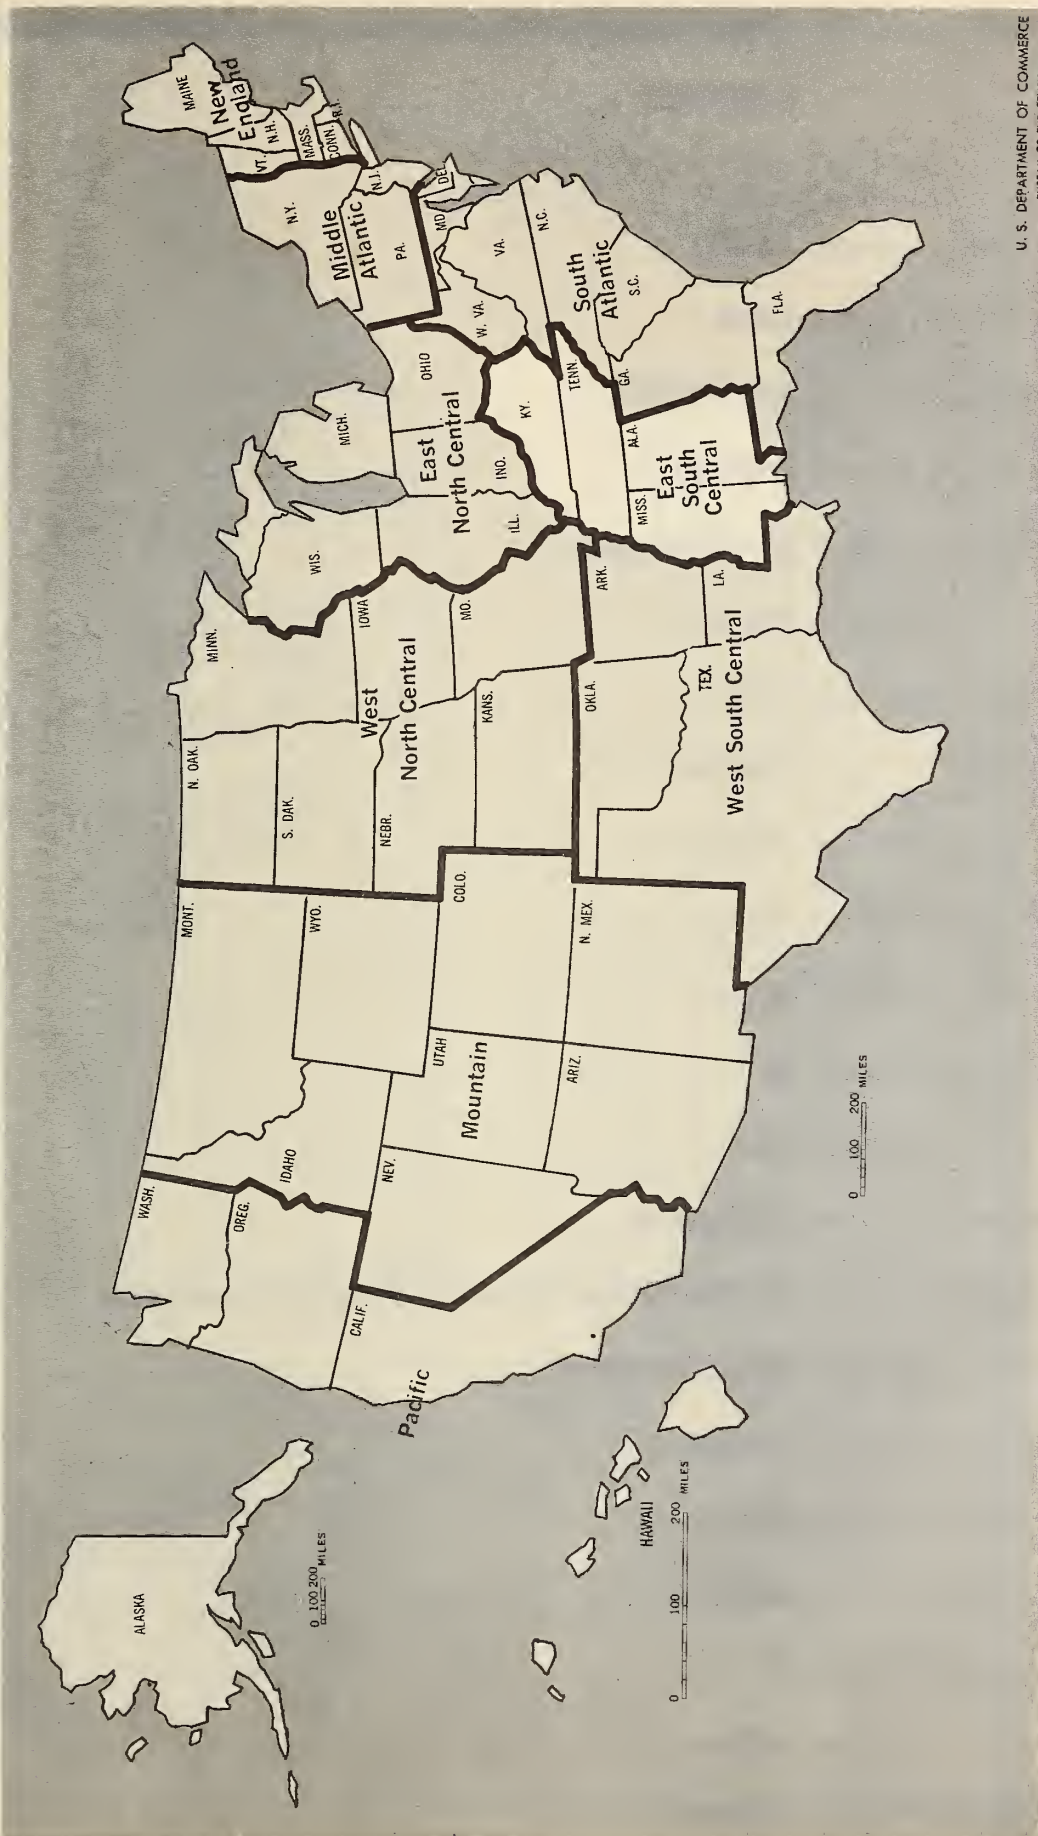 ALASKA
0 100 200 MILES
HAWAII
0 100 200 MILES
Pacific
WASH.
OREG.
CALIF.
Mountain
MONT.
IDAHO
WYO.
NEV.
UTAH
COLO.
ARIZ.
N. MEX.
West
North Central
N. OAK.
S. DAK.
NEBR.
KANS.
MINN.
IOWA
MO.
West South Central
OKLA.
TEX.
ARK.
LA.
East
North Central
WIS.
MICH.
ILL.
INO.
OHIO
East
South
Central
KY.
TENN.
MISS.
ALA.
South
Atlantic
W. VA.
MD
DEL
VA.
N.C.
S.C.
GA.
FLA.
Middle
Atlantic
N.Y.
PA.
N.J.
New
England
MAINE
VT.
N.H.
MASS.
CONN.
R.I.
0 100 200 MILES
U. S. DEPARTMENT OF COMMERCE